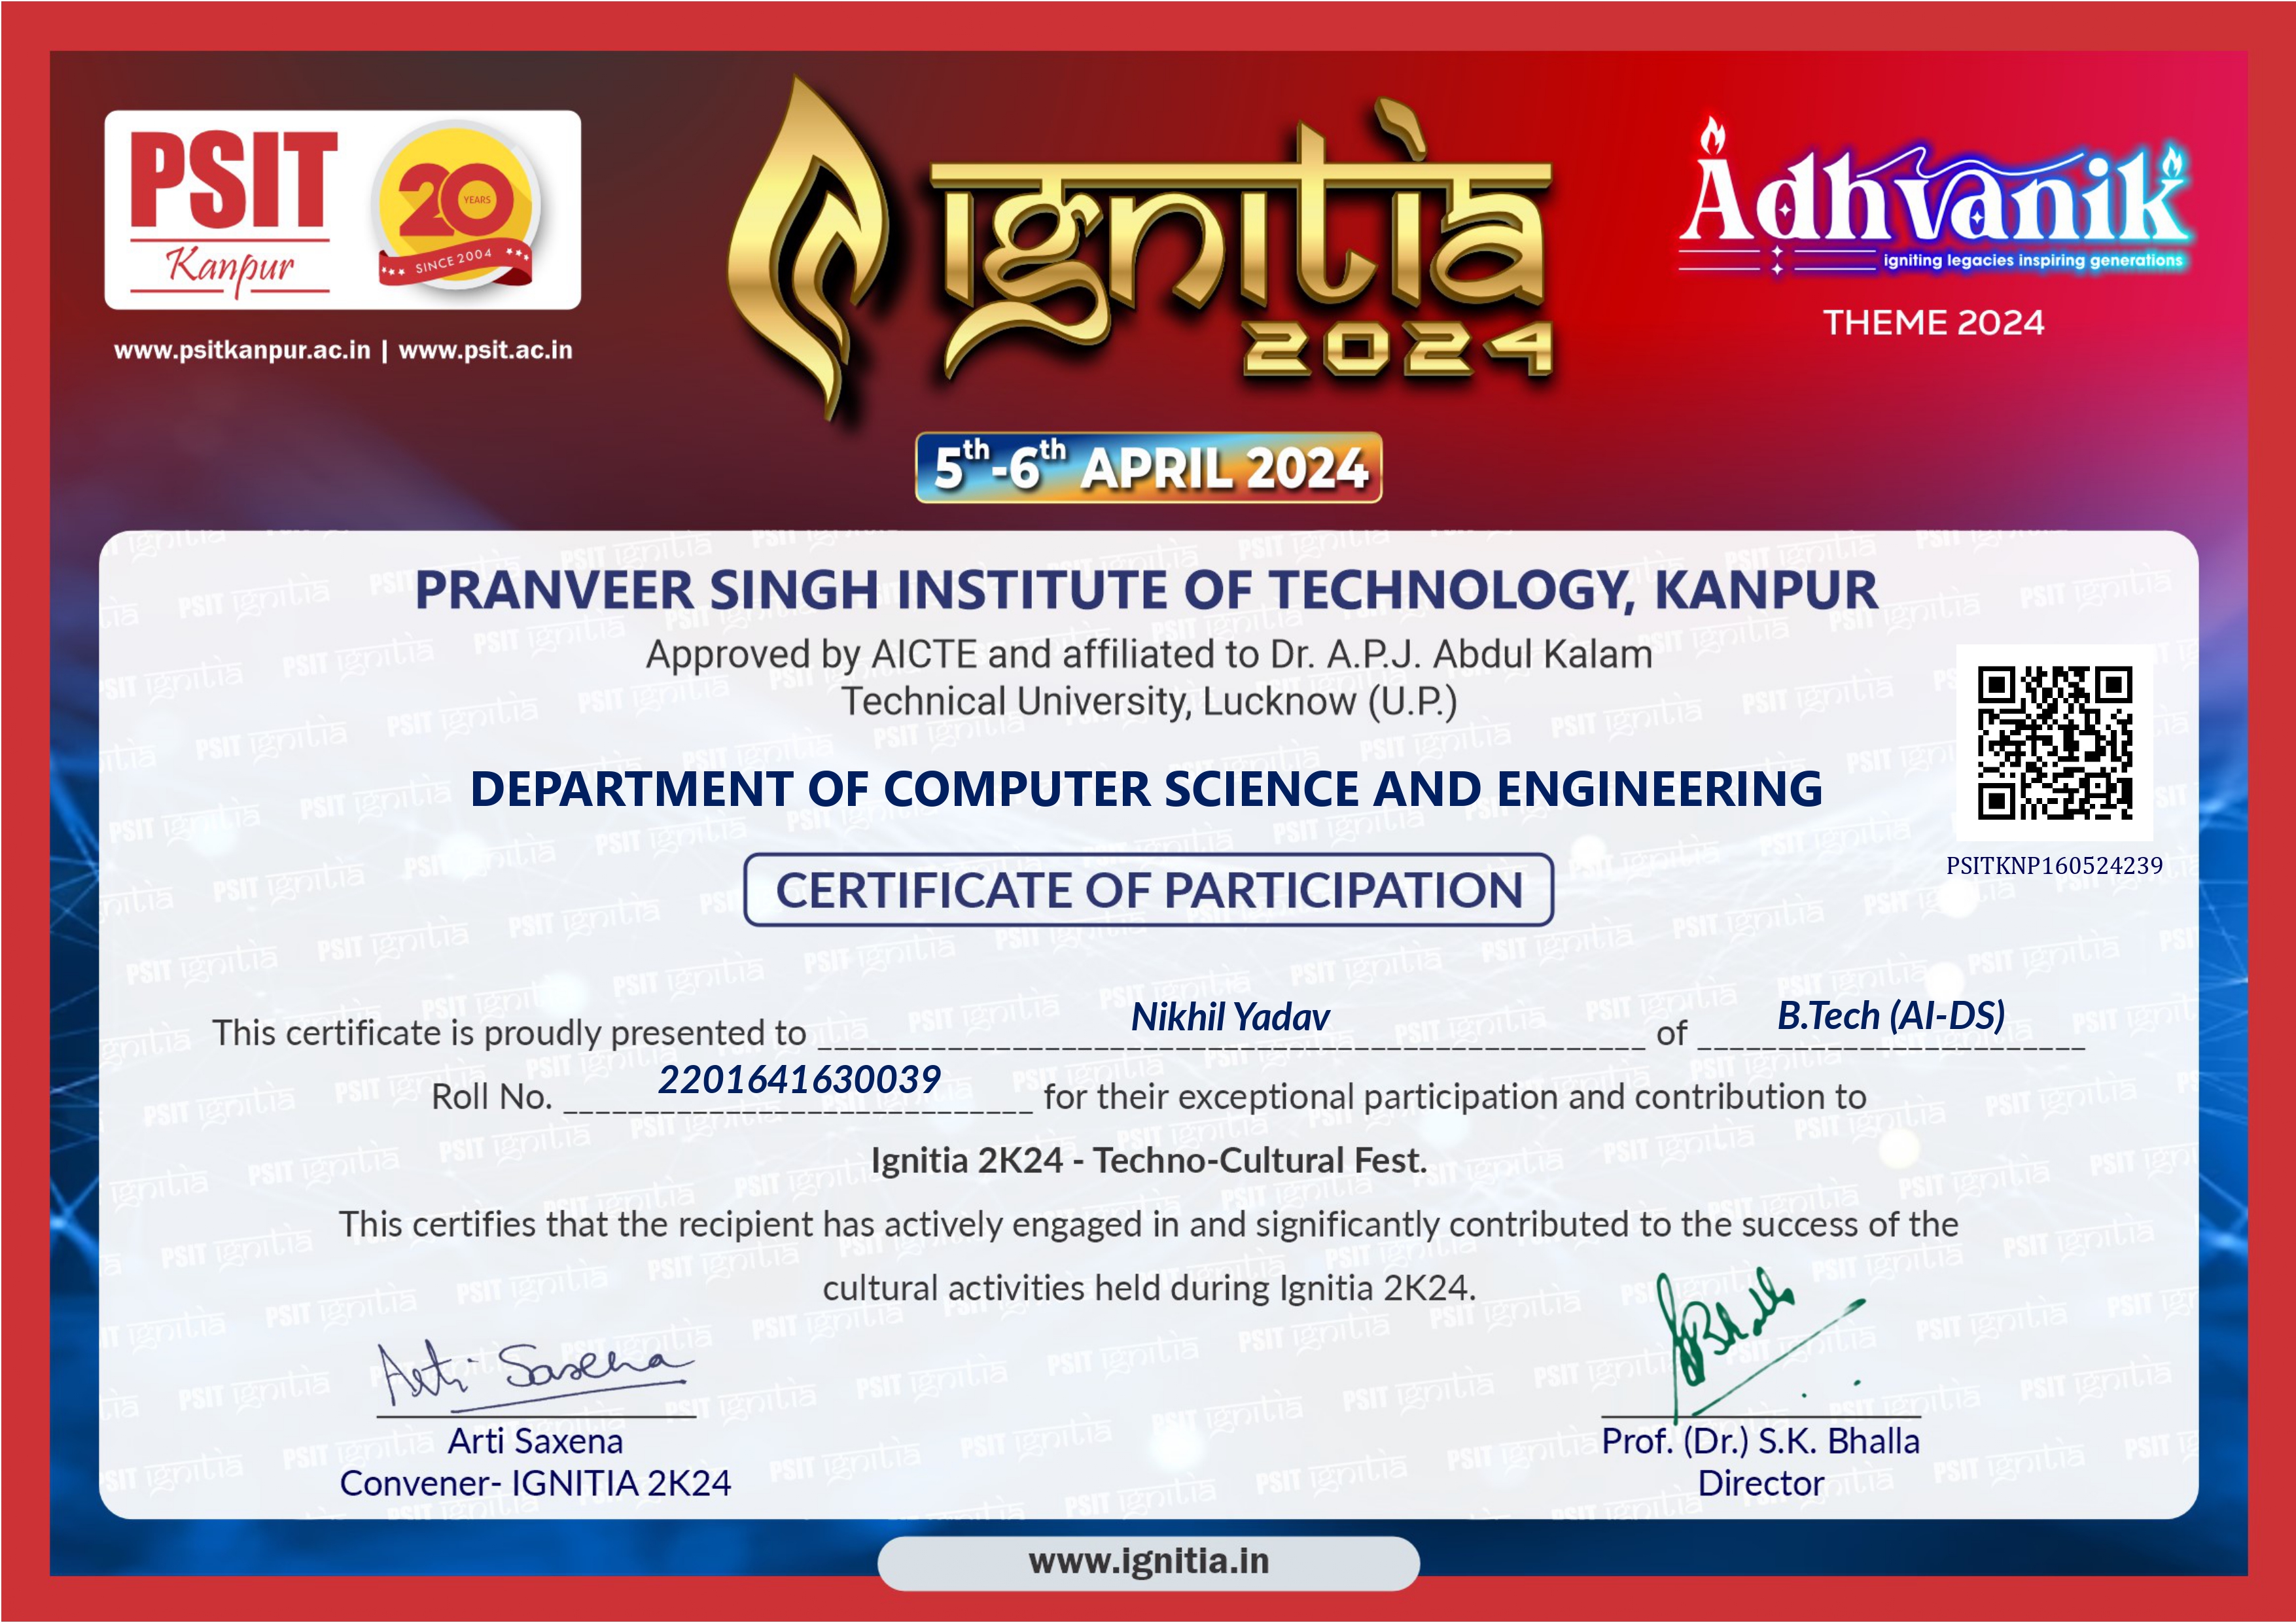 PSIT
Kanpur
20
YEARS
SINCE 2004
www.psitkanpur.ac.in | www.psit.ac.in
ignitia
2024
Adhvanik
igniting legacies inspiring generations
THEME 2024
5th-6th APRIL 2024
PRANVEER SINGH INSTITUTE OF TECHNOLOGY, KANPUR
Approved by AICTE and affiliated to Dr. A.P.J. Abdul Kalam
Technical University, Lucknow (U.P.)
DEPARTMENT OF COMPUTER SCIENCE AND ENGINEERING
PSITKNP160524239
CERTIFICATE OF PARTICIPATION
This certificate is proudly presented to Nikhil Yadav of B.Tech (AI-DS)
Roll No. 2201641630039 for their exceptional participation and contribution to
Ignitia 2K24 - Techno-Cultural Fest.
This certifies that the recipient has actively engaged in and significantly contributed to the success of the
cultural activities held during Ignitia 2K24.
Arti Saxena
Arti Saxena
Convener- IGNITIA 2K24
SBhalla
Prof. (Dr.) S.K. Bhalla
Director
www.ignitia.in